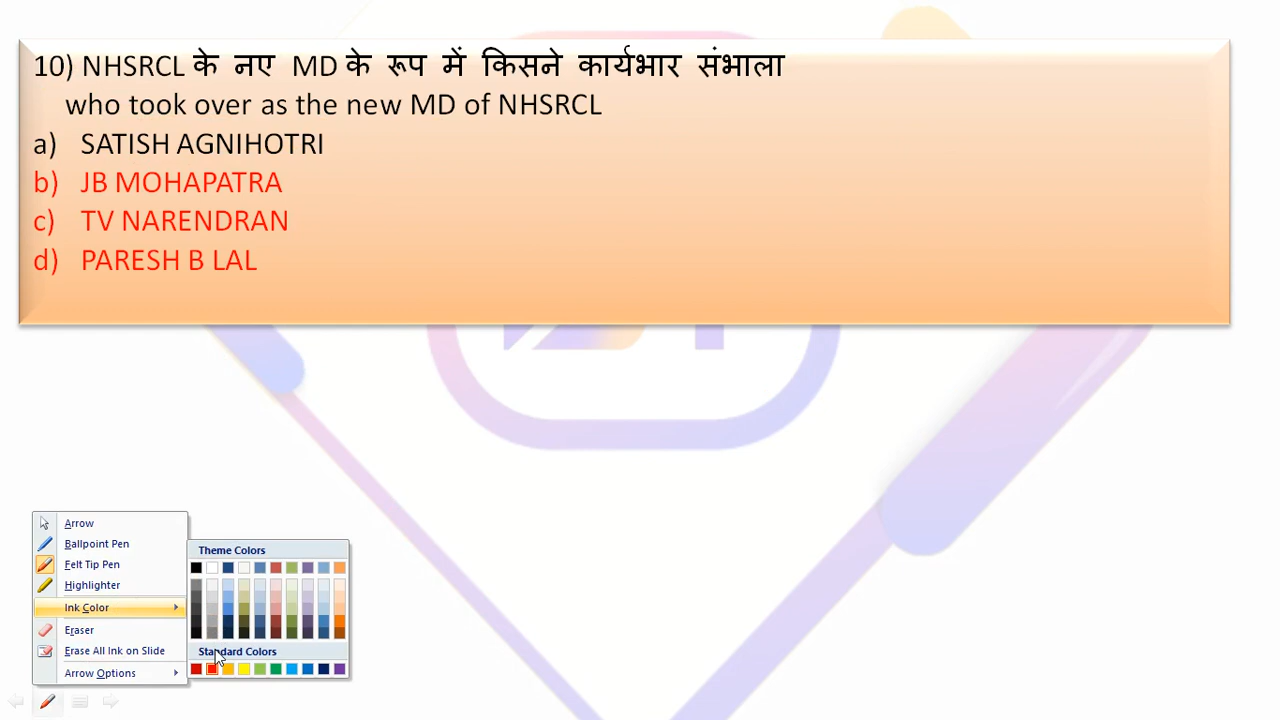 10) NHSRCL के नए MD के रूप में किसने कार्यभार संभाला
who took over as the new MD of NHSRCL
a) SATISH AGNIHOTRI
b) JB MOHAPATRA
c) TV NARENDRAN
d) PARESH B LAL
Arrow
Ballpoint Pen
Felt Tip Pen
Highlighter
Ink Color
Eraser
Erase All Ink on Slide
Arrow Options
Theme Colors
Standard Colors